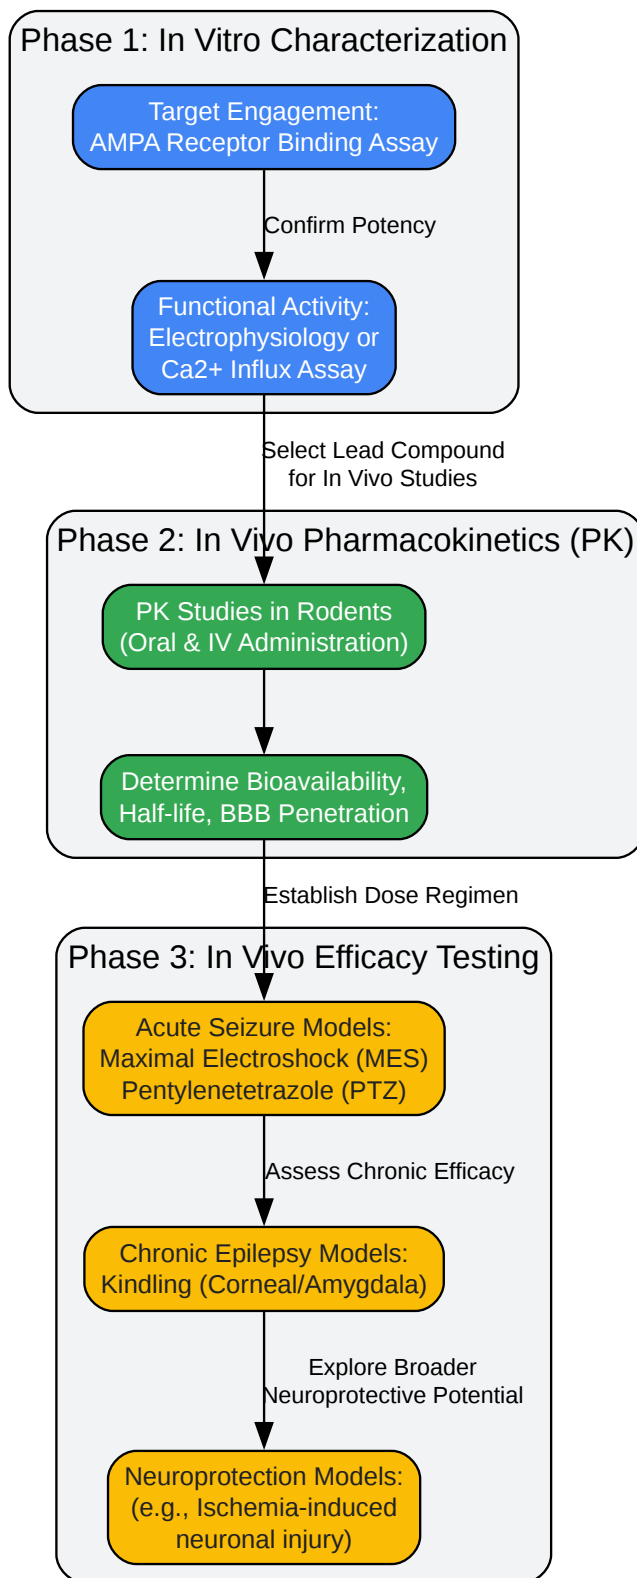 Phase 1: In Vitro Characterization
Target Engagement:
AMPA Receptor Binding Assay
Confirm Potency
Functional Activity:
Electrophysiology or
Ca2+ Influx Assay
Select Lead Compound
for In Vivo Studies
Phase 2: In Vivo Pharmacokinetics (PK)
PK Studies in Rodents
(Oral & IV Administration)
Determine Bioavailability,
Half-life, BBB Penetration
Establish Dose Regimen
Phase 3: In Vivo Efficacy Testing
Acute Seizure Models:
Maximal Electroshock (MES)
Pentylenetetrazole (PTZ)
Assess Chronic Efficacy
Chronic Epilepsy Models:
Kindling (Corneal/Amygdala)
Explore Broader
Neuroprotective Potential
Neuroprotection Models:
(e.g., Ischemia-induced
neuronal injury)